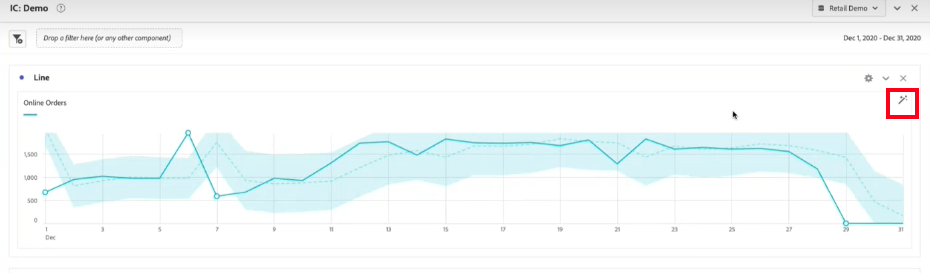 IC: Demo
Retail Demo
Drop a filter here (or any other component)
Dec 1, 2020 - Dec 31, 2020
Line
Online Orders
1,500
1,000
500
0
1 3 5 7 9 11 13 15 17 19 21 23 25 27 29 31
Dec